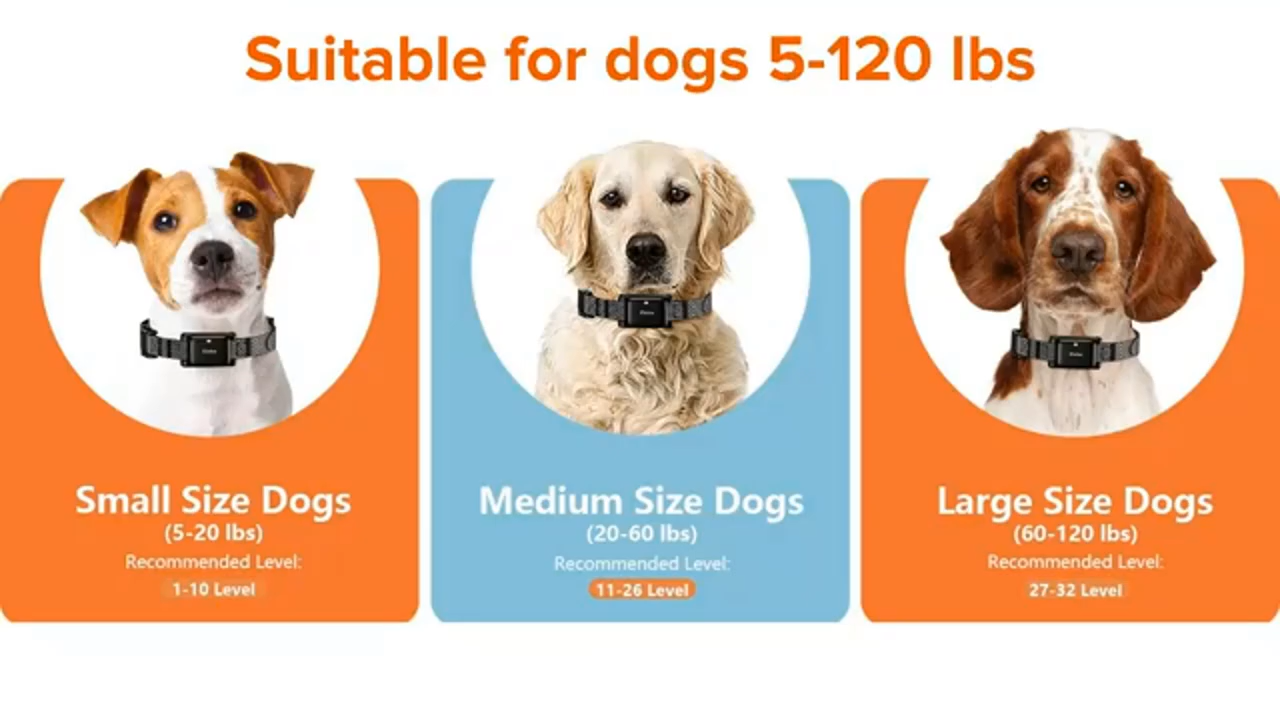 Suitable for dogs 5-120 lbs
Small Size Dogs
(5-20 lbs)
Recommended Level:
1-10 Level
Medium Size Dogs
(20-60 lbs)
Recommended Level:
11-26 Level
Large Size Dogs
(60-120 lbs)
Recommended Level:
27-32 Level